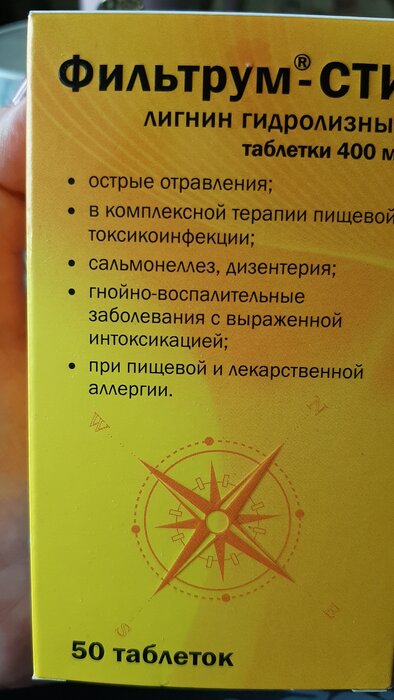 Фильтрум®-СТИ
лигнин гидролизны
таблетки 400 м
• острые отравления;
• в комплексной терапии пищевой
токсикоинфекции;
• сальмонеллез, дизентерия;
• гнойно-воспалительные
заболевания с выраженной
интоксикацией;
• при пищевой и лекарственной
аллергии.
W N
S E
50 таблеток